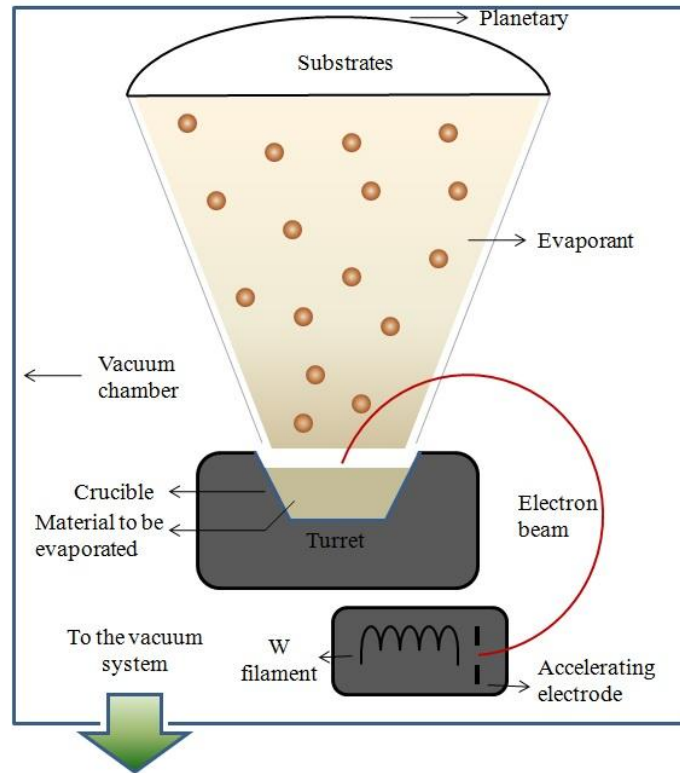 Planetary
Substrates
Evaporant
Vacuum
chamber
Crucible
Material to be
evaporated
Turret
Electron
beam
To the vacuum
system
W
filament
Accelerating
electrode